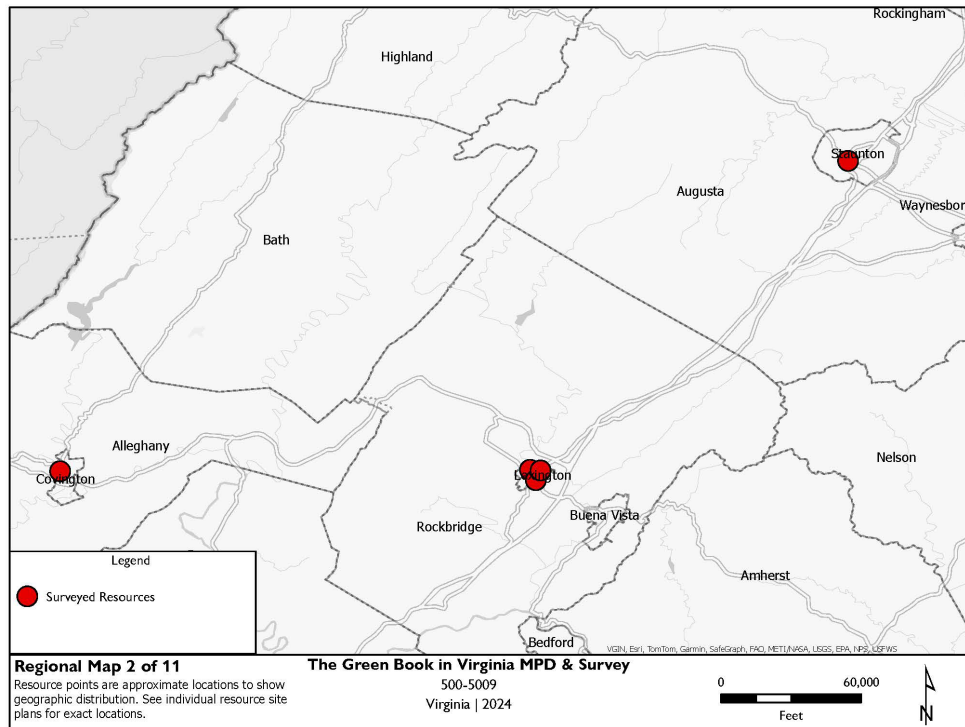 Rockingham
Highland
Staunton
Augusta
Waynesbor
Bath
Alleghany
Nelson
Covington
Lexington
Buena Vista
Rockbridge
Amherst
Bedford
Legend
Surveyed Resources
VGIN, Esri, TomTom, Garmin, SafeGraph, FAO, METI/NASA, USGS, EPA, NPS, USFWS
Regional Map 2 of 11
Resource points are approximate locations to show
geographic distribution. See individual resource site
plans for exact locations.
The Green Book in Virginia MPD & Survey
500-5009
Virginia | 2024
0 60,000
Feet
N